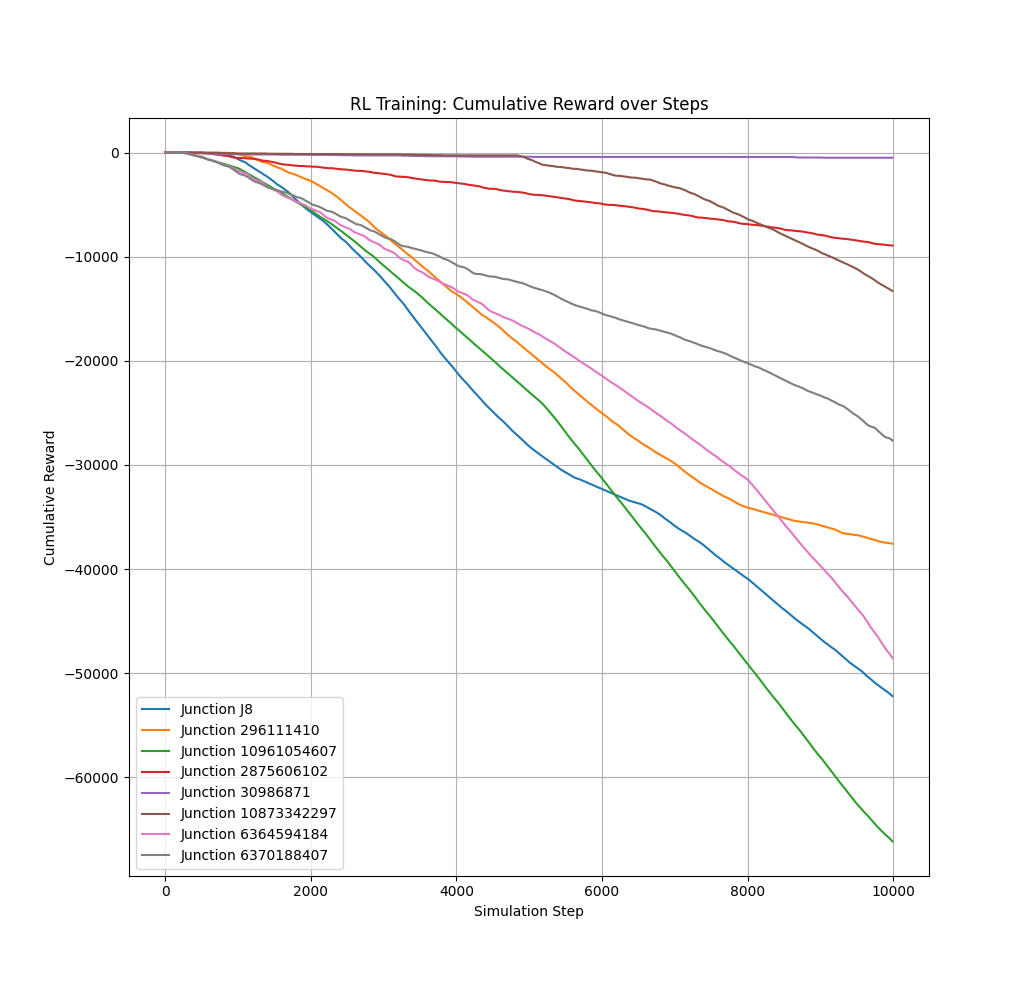 RL Training: Cumulative Reward over Steps
Cumulative Reward
0
−10000
−20000
−30000
−40000
−50000
−60000
Junction J8
Junction 296111410
Junction 10961054607
Junction 2875606102
Junction 30986871
Junction 10873342297
Junction 6364594184
Junction 6370188407
0 2000 4000 6000 8000 10000
Simulation Step